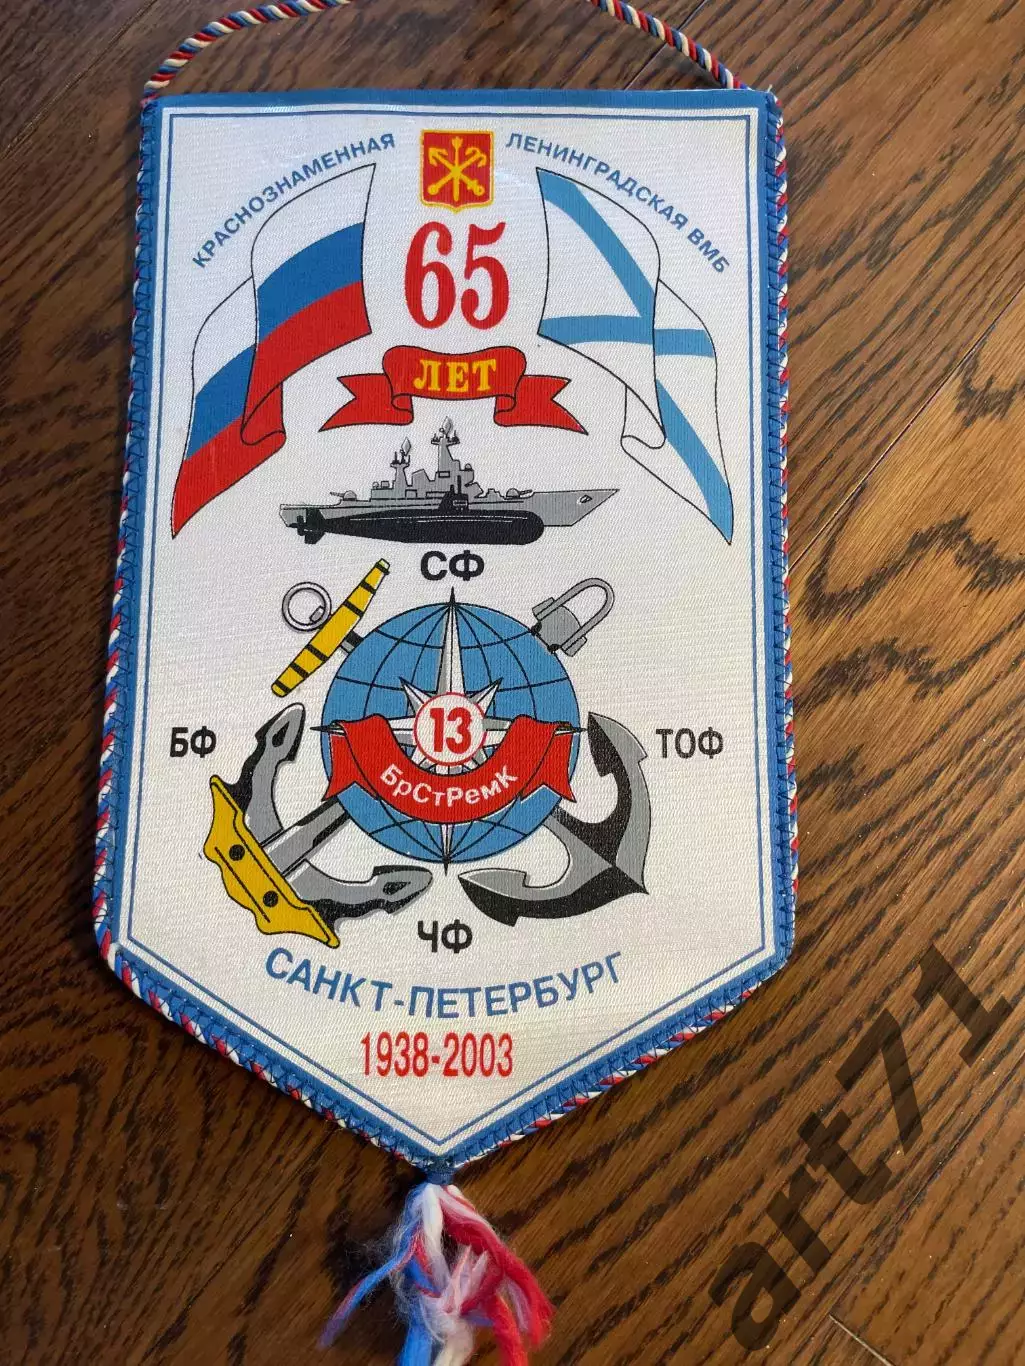 КРАСНОЗНАМЕННАЯ ЛЕНИНГРАДСКАЯ ВМБ
65
ЛЕТ
СФ
БФ
13
ТОФ
БрСтРемК
ЧФ
САНКТ-ПЕТЕРБУРГ
1938-2003
art71